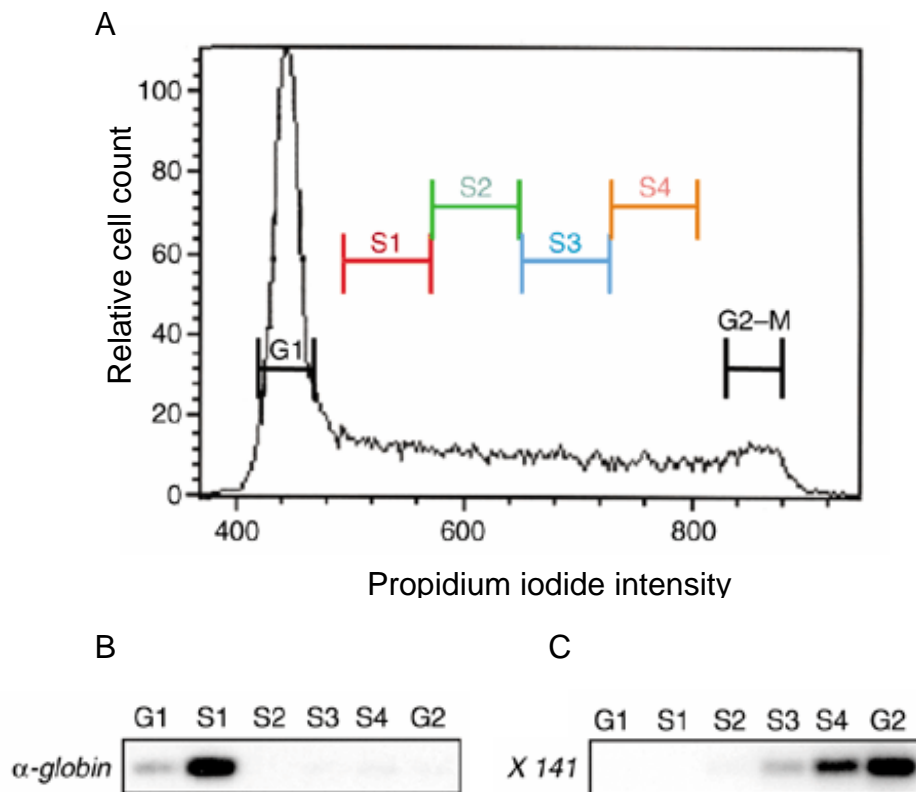 A
Relative cell count
100
80
60
40
20
0
S2
S4
S1
S3
G2–M
G1
400
600
800
Propidium iodide intensity
B
C
G1 S1 S2 S3 S4 G2
α-globin
G1 S1 S2 S3 S4 G2
X 141